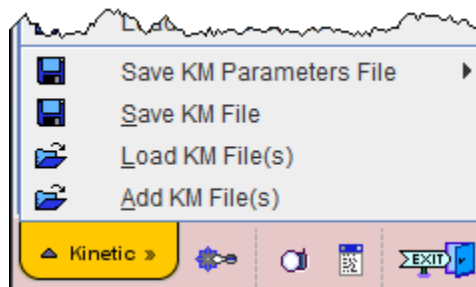 Save KM Parameters File
Save KM File
Load KM File(s)
Add KM File(s)
Kinetic »
EXIT